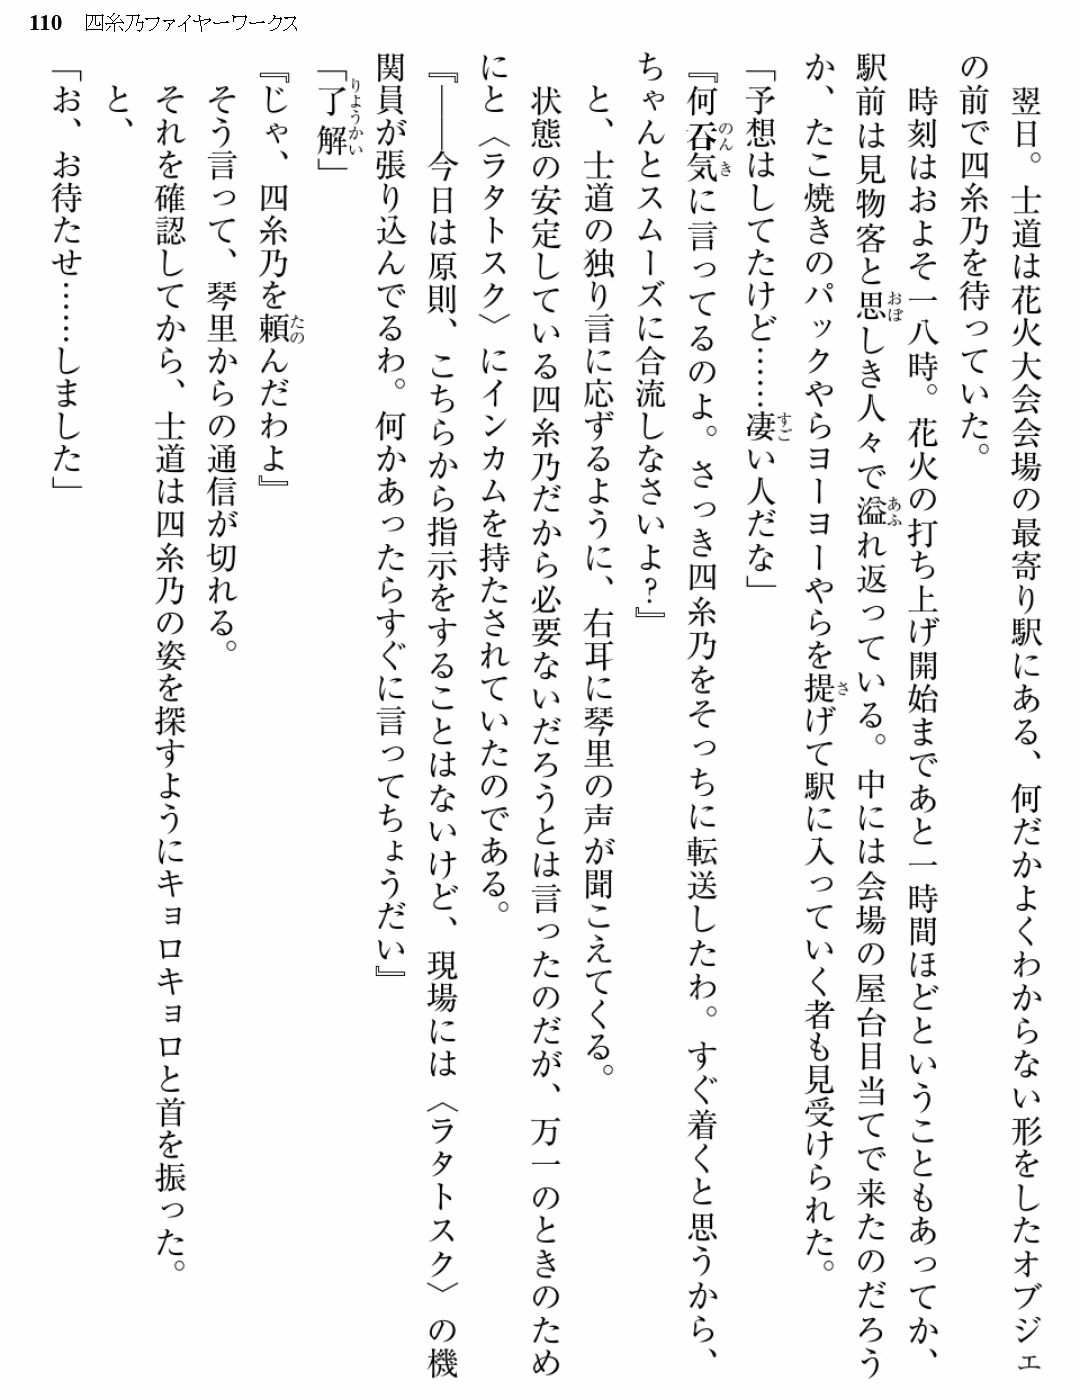 110 四糸乃ファイヤーワークス
翌日。士道は花火大会会場の最寄り駅にある、何だかよくわからない形をしたオブジェ
の前で四糸乃を待っていた。
時刻はおよそ一八時。花火の打ち上げ開始まであと一時間ほどということもあってか、
駅前は見物客と思しき人々で溢れ返っている。中には会場の屋台目当てで来たのだろう
か、たこ焼きのパックやらヨーヨーやらを提げて駅に入っていく者も見受けられた。
「予想はしてたけど……凄い人だな」
『何呑気に言ってるのよ。さっき四糸乃をそっちに転送したわ。すぐ着くと思うから、
ちゃんとスムーズに合流しなさいよ？』
と、士道の独り言に応ずるように、右耳に琴里の声が聞こえてくる。
状態の安定している四糸乃だから必要ないだろうとは言ったのだが、万一のときのため
にと〈ラタトスク〉にインカムを持たされていたのである。
『――今日は原則、こちらから指示をすることはないけど、現場には〈ラタトスク〉の機
関員が張り込んでるわ。何かあったらすぐに言ってちょうだい』
「了解」
『じゃ、四糸乃を頼んだわよ』
そう言って、琴里からの通信が切れる。
それを確認してから、士道は四糸乃の姿を探すようにキョロキョロと首を振った。
と、
「お、お待たせ……しました」